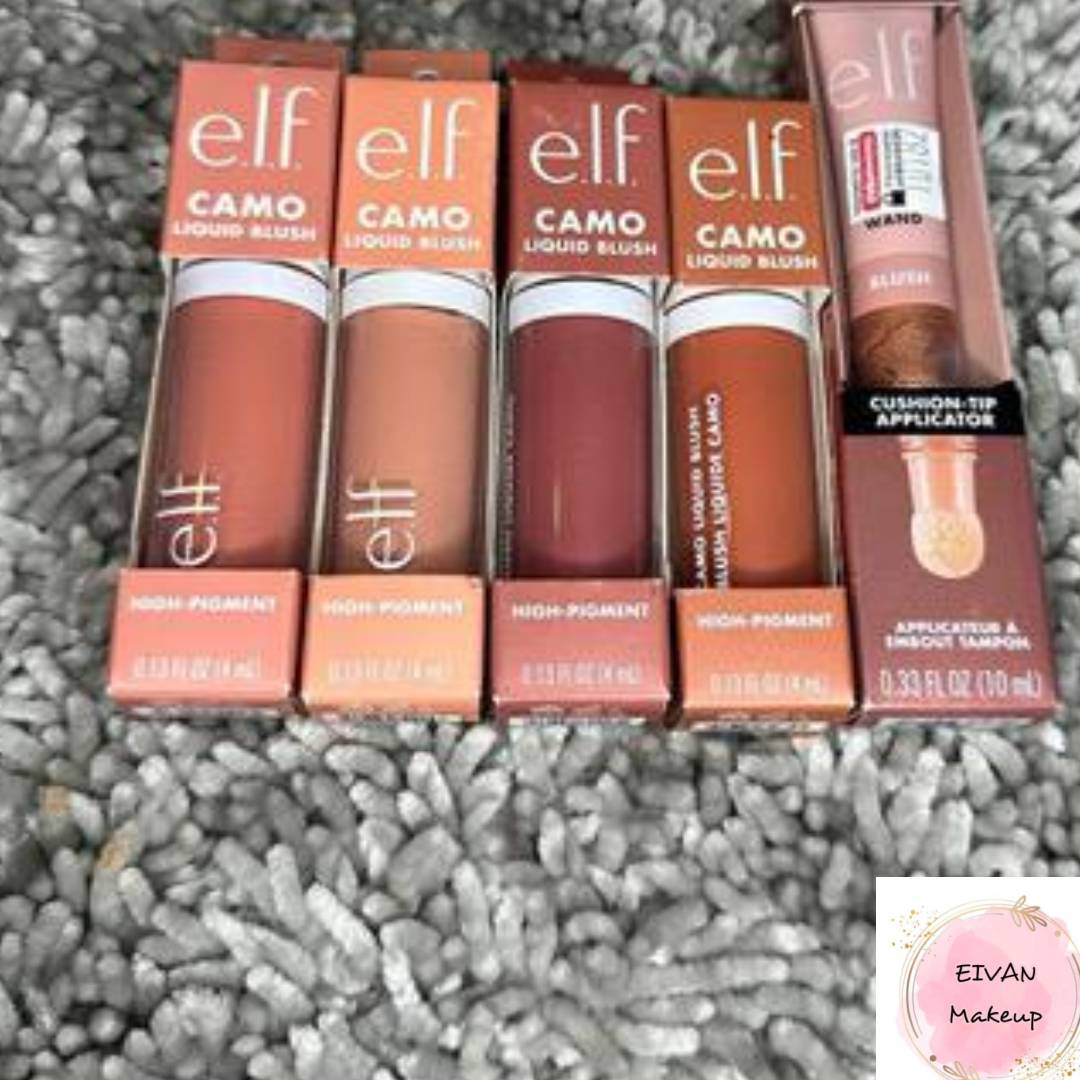 e.l.f.
CAMO
LIQUID BLUSH
elf
HIGH-PIGMENT
0.13 FL OZ (4 mL)
e.l.f.
CAMO
LIQUID BLUSH
elf
HIGH-PIGMENT
0.13 FL OZ (4 mL)
e.l.f.
CAMO
LIQUID BLUSH
HIGH-PIGMENT
0.13 FL OZ (4 mL)
e.l.f.
CAMO
LIQUID BLUSH
CAMO LIQUID BLUSH
BLUSH LIQUIDE CAMO
HIGH-PIGMENT
0.13 FL OZ (4 mL)
elf
WAND
BLUSH
CUSHION-TIP
APPLICATOR
APPLICATEUR À
EMBOUT TAMPON
0.33 FL OZ (10 mL)
EIVAN
Makeup